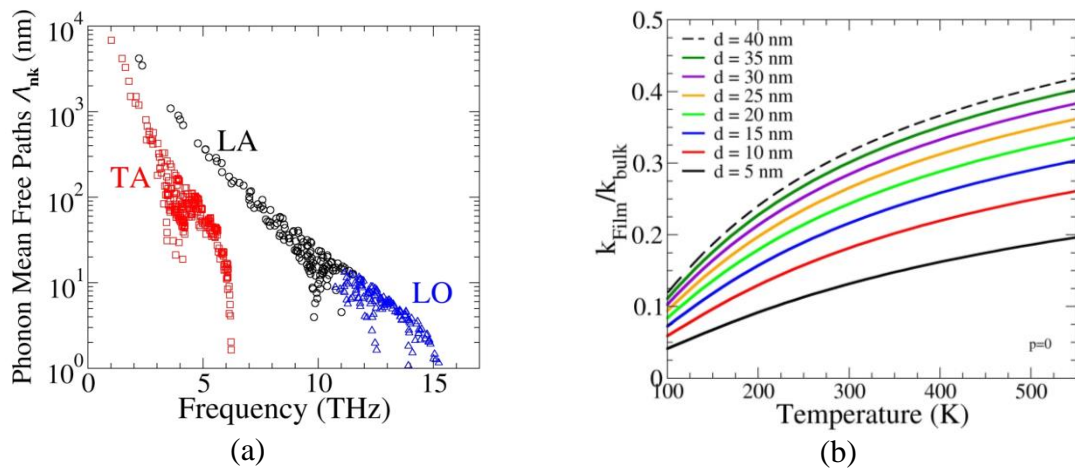 Phonon Mean Free Paths Λnk (nm)
10^4
10^3
10^2
10^1
10^0
TA
LA
LO
0 5 10 15
Frequency (THz)
(a)
k_Film/k_bulk
0.5
0.4
0.3
0.2
0.1
0
d = 40 nm
d = 35 nm
d = 30 nm
d = 25 nm
d = 20 nm
d = 15 nm
d = 10 nm
d = 5 nm
p=0
100 200 300 400 500
Temperature (K)
(b)